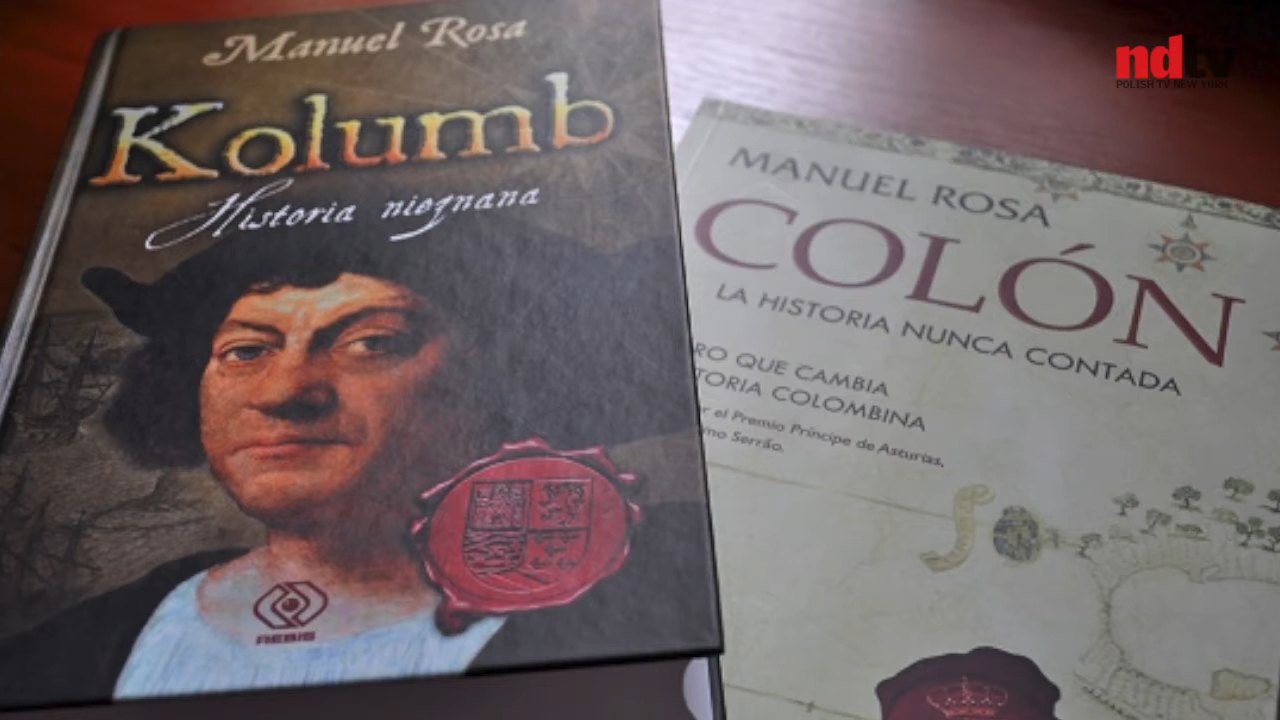 Manuel Rosa
Kolumb
Historia nieznana
REBIS
MANUEL ROSA
COLÓN
LA HISTORIA NUNCA CONTADA
RO QUE CAMBIA
TORIA COLOMBINA
or el Premio Príncipe de Asturias,
mo Serrão.
ndtv
POLISH TV NEW YORK